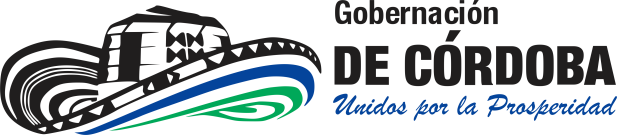 Gobernación
DE CÓRDOBA
Unidos por la Prosperidad